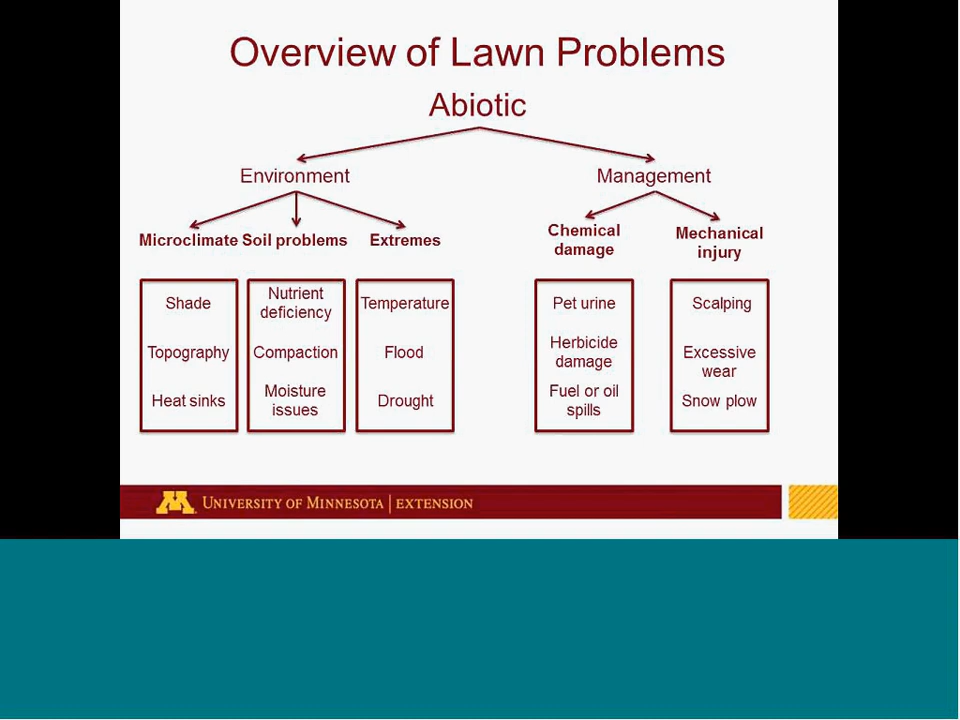 Overview of Lawn Problems
Abiotic
Environment
Management
Microclimate
Soil problems
Extremes
Chemical
damage
Mechanical
injury
Shade
Topography
Heat sinks
Nutrient
deficiency
Compaction
Moisture
issues
Temperature
Flood
Drought
Pet urine
Herbicide
damage
Fuel or oil
spills
Scalping
Excessive
wear
Snow plow
M UNIVERSITY OF MINNESOTA | EXTENSION